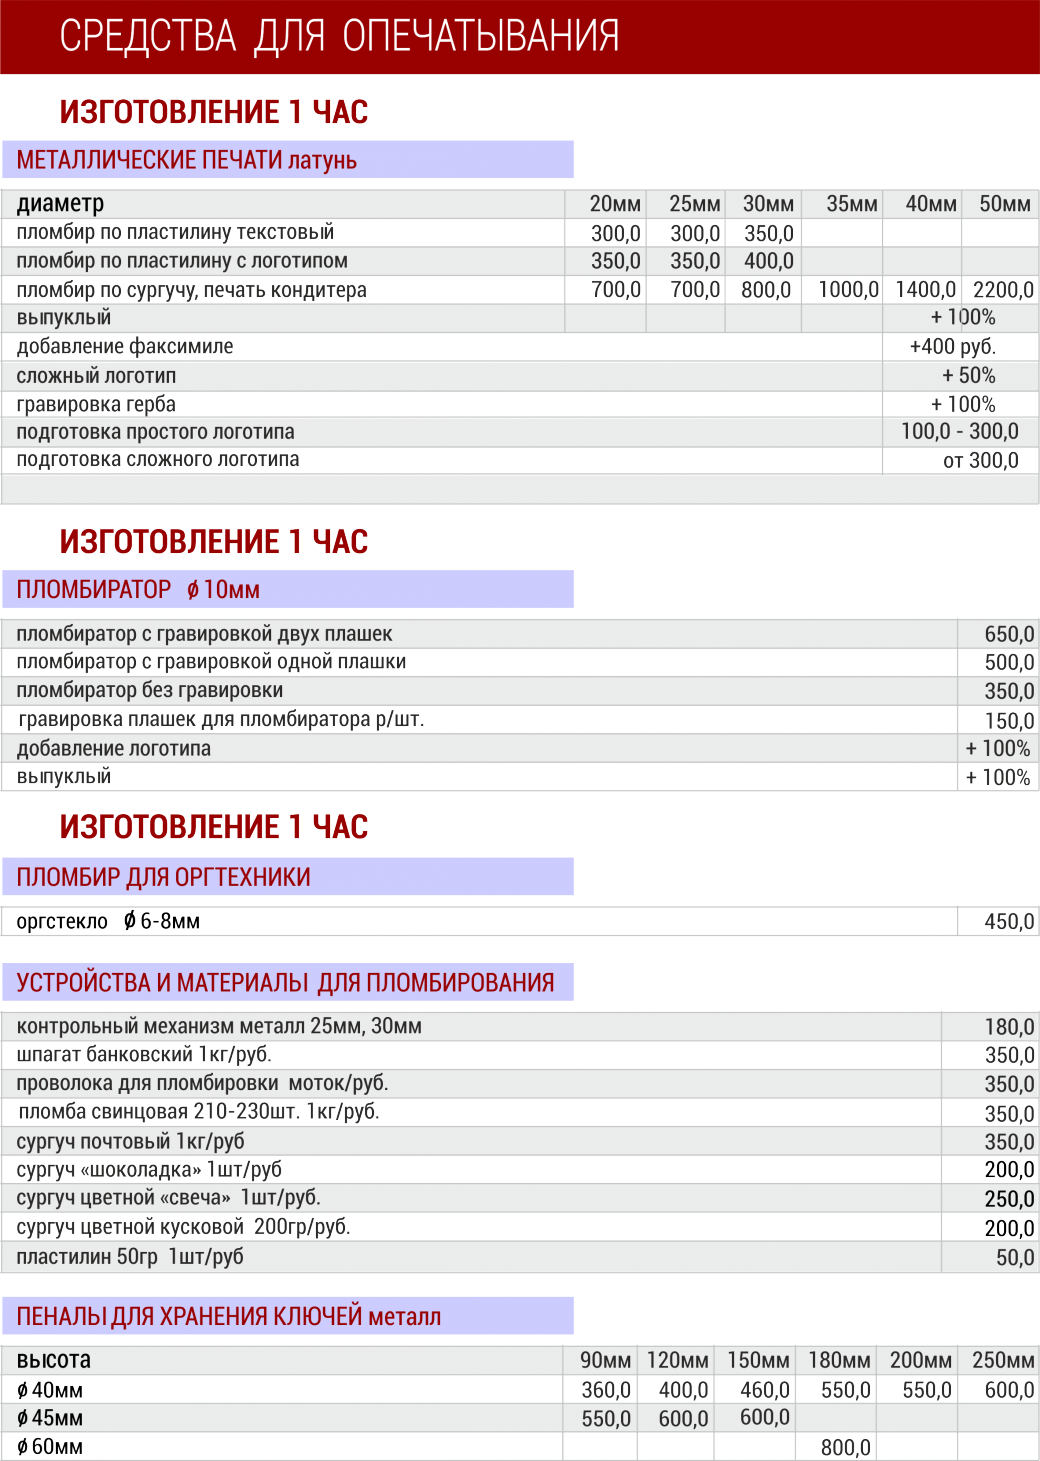 СРЕДСТВА ДЛЯ ОПЕЧАТЫВАНИЯ
ИЗГОТОВЛЕНИЕ 1 ЧАС
МЕТАЛЛИЧЕСКИЕ ПЕЧАТИ латунь
диаметр 20мм 25мм 30мм 35мм 40мм 50мм
пломбир по пластилину текстовый 300,0 300,0 350,0
пломбир по пластилину с логотипом 350,0 350,0 400,0
пломбир по сургучу, печать кондитера 700,0 700,0 800,0 1000,0 1400,0 2200,0
выпуклый + 100%
добавление факсимиле +400 руб.
сложный логотип + 50%
гравировка герба + 100%
подготовка простого логотипа 100,0 - 300,0
подготовка сложного логотипа от 300,0
ИЗГОТОВЛЕНИЕ 1 ЧАС
ПЛОМБИРАТОР ϕ 10мм
пломбиратор с гравировкой двух плашек 650,0
пломбиратор с гравировкой одной плашки 500,0
пломбиратор без гравировки 350,0
гравировка плашек для пломбиратора р/шт. 150,0
добавление логотипа + 100%
выпуклый + 100%
ИЗГОТОВЛЕНИЕ 1 ЧАС
ПЛОМБИР ДЛЯ ОРГТЕХНИКИ
оргстекло ϕ 6-8мм 450,0
УСТРОЙСТВА И МАТЕРИАЛЫ ДЛЯ ПЛОМБИРОВАНИЯ
контрольный механизм металл 25мм, 30мм 180,0
шпагат банковский 1кг/руб. 350,0
проволока для пломбировки моток/руб. 350,0
пломба свинцовая 210-230шт. 1кг/руб. 350,0
сургуч почтовый 1кг/руб 350,0
сургуч «шоколадка» 1шт/руб 200,0
сургуч цветной «свеча» 1шт/руб. 250,0
сургуч цветной кусковой 200гр/руб. 200,0
пластилин 50гр 1шт/руб 50,0
ПЕНАЛЫ ДЛЯ ХРАНЕНИЯ КЛЮЧЕЙ металл
высота 90мм 120мм 150мм 180мм 200мм 250мм
ϕ 40мм 360,0 400,0 460,0 550,0 550,0 600,0
ϕ 45мм 550,0 600,0 600,0
ϕ 60мм 800,0